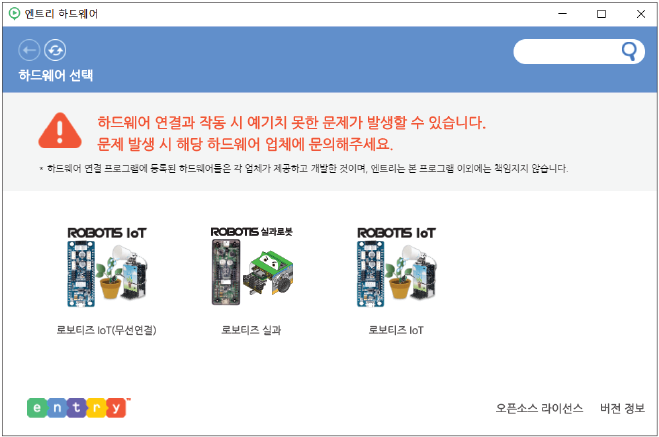 엔트리 하드웨어
하드웨어 선택
하드웨어 연결과 작동 시 예기치 못한 문제가 발생할 수 있습니다.
문제 발생 시 해당 하드웨어 업체에 문의해주세요.
* 하드웨어 연결 프로그램에 등록된 하드웨어들은 각 업체가 제공하고 개발한 것이며, 엔트리는 본 프로그램 이외에는 책임지지 않습니다.
ROBOTIS IoT
ROBOTIS 실과로봇
ROBOTIS IoT
로보티즈 IoT(무선연결)
로보티즈 실과
로보티즈 IoT
entry™
오픈소스 라이선스
버전 정보